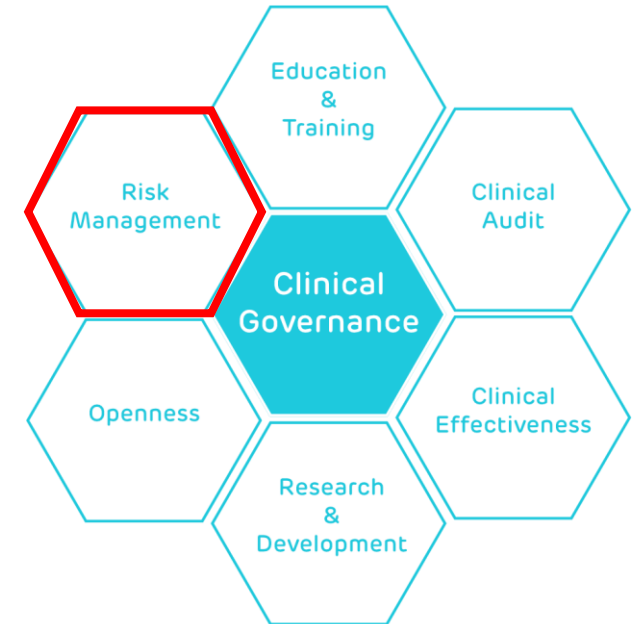 Education
&
Training
Risk
Management
Clinical
Audit
Clinical
Governance
Openness
Clinical
Effectiveness
Research
&
Development